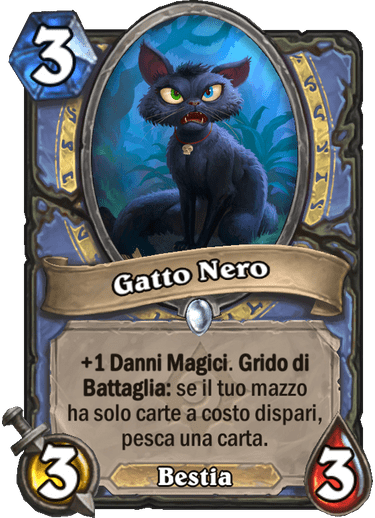 3
Gatto Nero
+1 Danni Magici. Grido di
Battaglia: se il tuo mazzo
ha solo carte a costo dispari,
pesca una carta.
3
Bestia
3